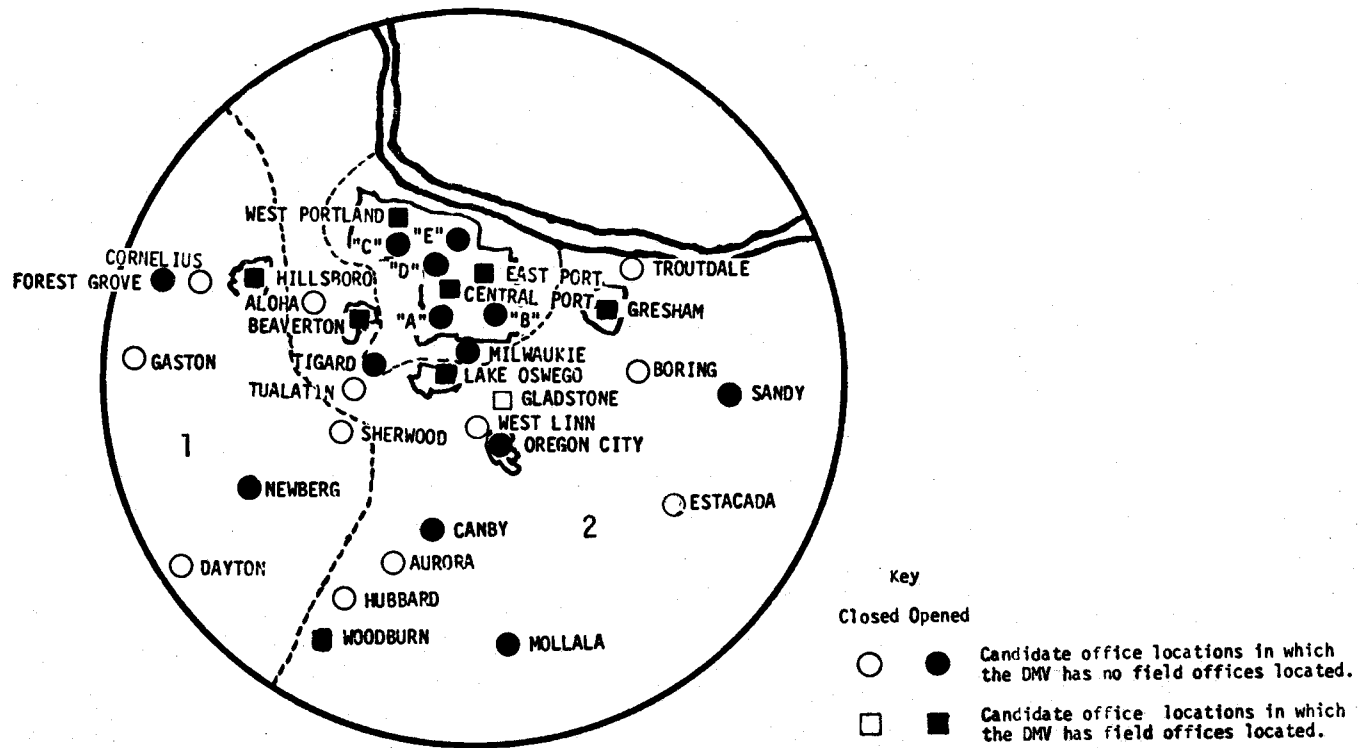 WEST PORTLAND
"C" "E"
"D"
CORNELIUS
FOREST GROVE
HILLSBORO
EAST PORT.
TROUTDALE
ALOHA
CENTRAL
PORT.
GRESHAM
BEAVERTON
"A" "B"
MILWAUKIE
GASTON
TIGARD
LAKE OSWEGO
BORING
TUALATIN
GLADSTONE
SANDY
SHERWOOD
WEST LINN
OREGON CITY
1
NEWBERG
ESTACADA
CANBY
2
DAYTON
AURORA
HUBBARD
WOODBURN
MOLLALA
Key
Closed Opened
Candidate office locations in which
the DMV has no field offices located.
Candidate office locations in which
the DMV has field offices located.